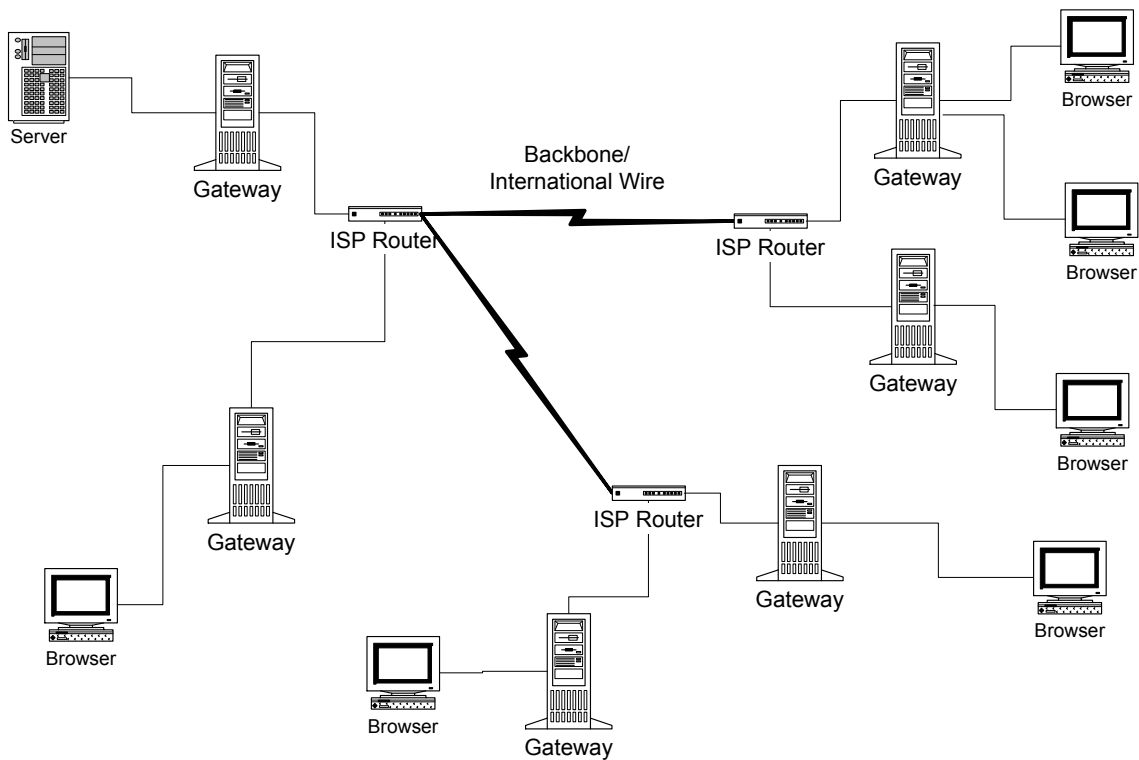 Browser
Server
Gateway
Gateway
Backbone/
International Wire
ISP Router
ISP Router
Browser
Gateway
Browser
ISP Router
Gateway
Gateway
Browser
Browser
Browser
Gateway